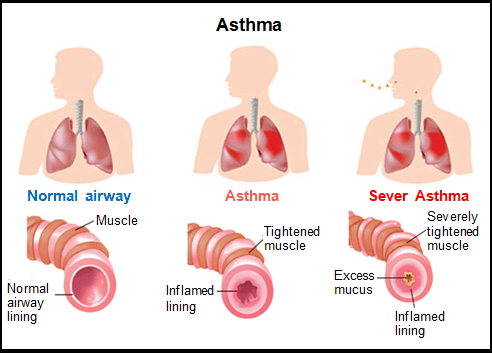 Asthma
Normal airway
Asthma
Sever Asthma
Muscle
Normal
airway
lining
Tightened
muscle
Inflamed
lining
Severely
tightened
muscle
Excess
mucus
Inflamed
lining